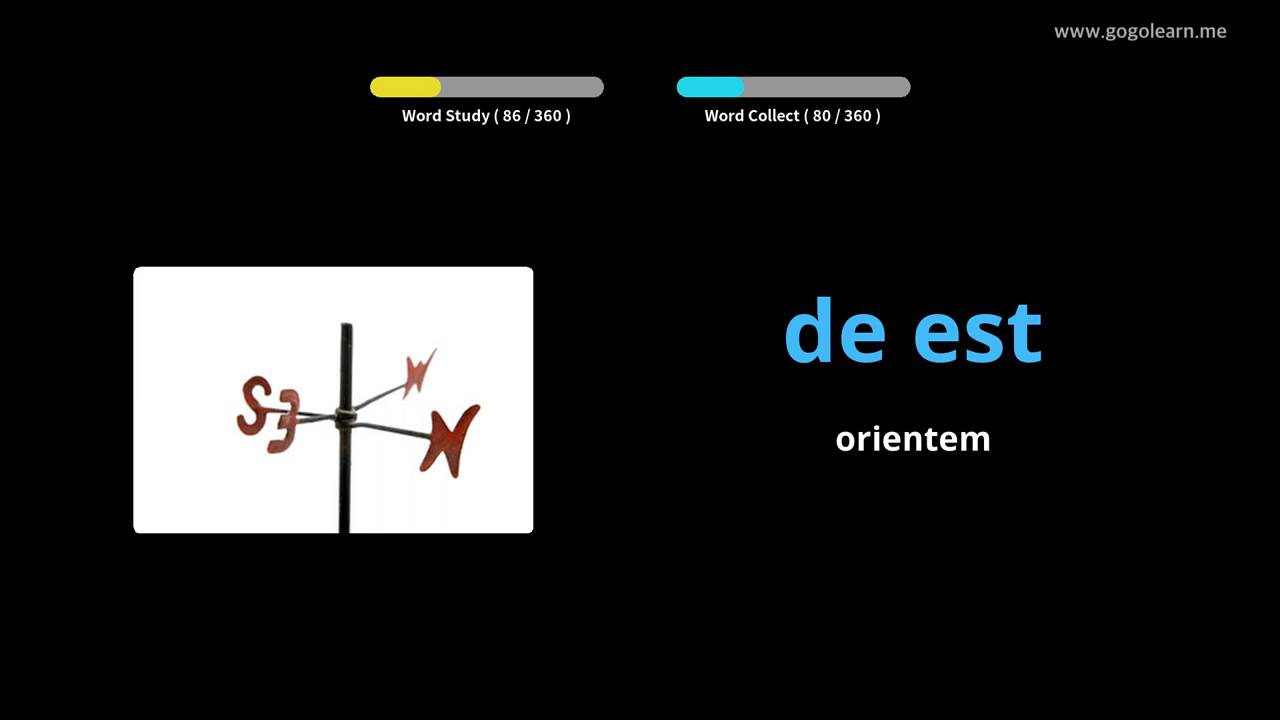 www.gogolearn.me
Word Study ( 86 / 360 )
Word Collect ( 80 / 360 )
S E N
de est
orientem